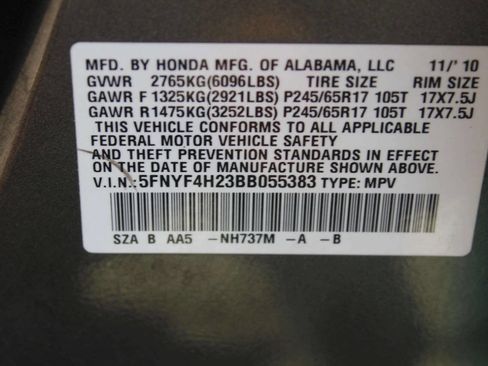 MFD. BY HONDA MFG. OF ALABAMA, LLC 11/' 10
GVWR 2765KG(6096LBS) TIRE SIZE RIM SIZE
GAWR F 1325KG(2921LBS) P245/65R17 105T 17X7.5J
GAWR R1475KG(3252LBS) P245/65R17 105T 17X7.5J
THIS VEHICLE CONFORMS TO ALL APPLICABLE
FEDERAL MOTOR VEHICLE SAFETY
AND THEFT PREVENTION STANDARDS IN EFFECT
ON THE DATE OF MANUFACTURE SHOWN ABOVE.
V.I.N.:5FNYF4H23BB055383 TYPE: MPV
SZA B AA5 -NH737M -A -B